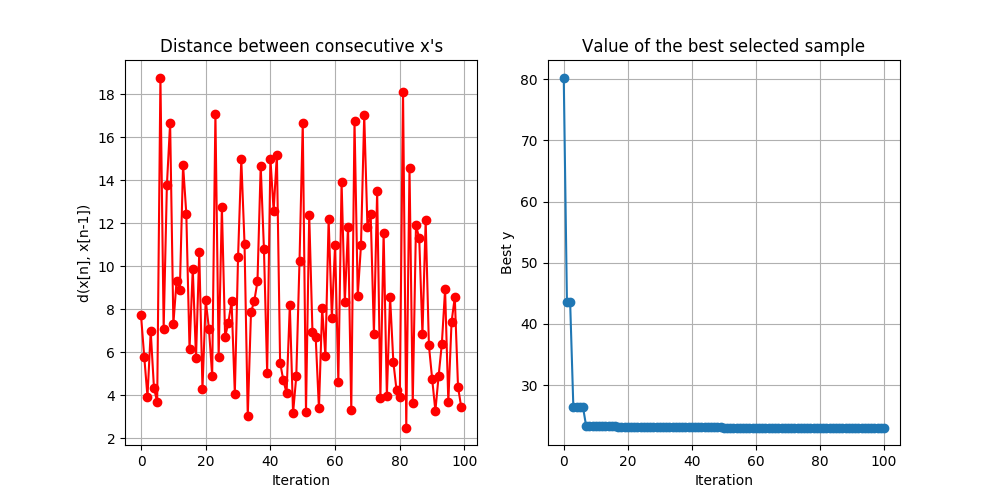 Distance between consecutive x's
d(x[n], x[n-1])
18
16
14
12
10
8
6
4
2
0 20 40 60 80 100
Iteration
Value of the best selected sample
Best y
80
70
60
50
40
30
0 20 40 60 80 100
Iteration